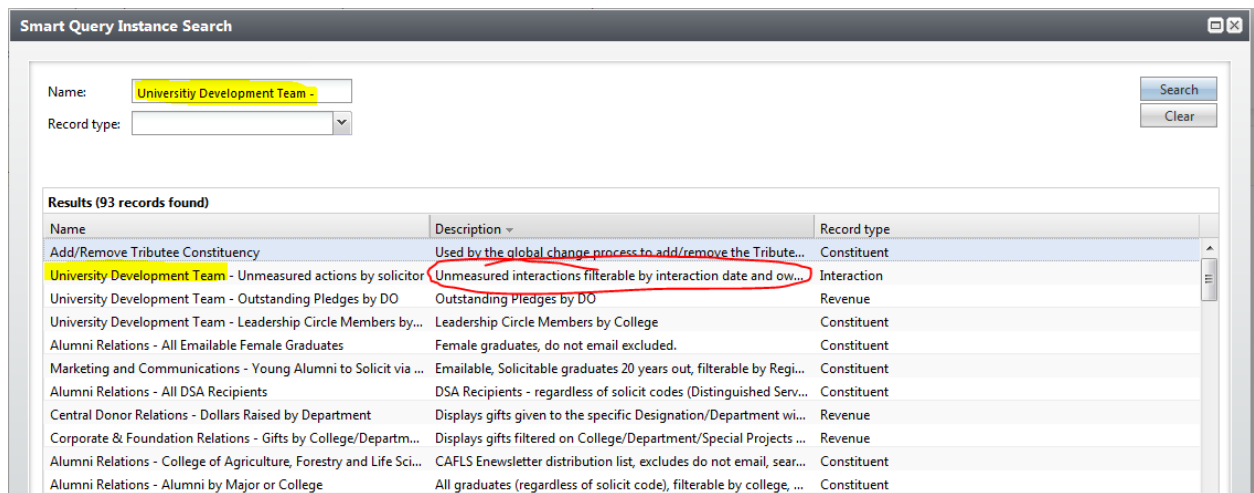 Smart Query Instance Search
Name: Universitiy Development Team -
Search
Record type:
Clear
Results (93 records found)
Name Description Record type
Add/Remove Tributee Constituency Used by the global change process to add/remove the Tribute... Constituent
University Development Team - Unmeasured actions by solicitor Unmeasured interactions filterable by interaction date and ow... Interaction
University Development Team - Outstanding Pledges by DO Outstanding Pledges by DO Revenue
University Development Team - Leadership Circle Members by... Leadership Circle Members by College Constituent
Alumni Relations - All Emailable Female Graduates Female graduates, do not email excluded. Constituent
Marketing and Communications - Young Alumni to Solicit via ... Emailable, Solicitable graduates 20 years out, filterable by Regi... Constituent
Alumni Relations - All DSA Recipients DSA Recipients - regardless of solicit codes (Distinguished Serv... Constituent
Central Donor Relations - Dollars Raised by Department Displays gifts given to the specific Designation/Department wi... Revenue
Corporate & Foundation Relations - Gifts by College/Departm... Displays gifts filtered on College/Department/Special Projects ... Revenue
Alumni Relations - College of Agriculture, Forestry and Life Sci... CAFLS Enewsletter distribution list, excludes do not email, sear... Constituent
Alumni Relations - Alumni by Major or College All graduates (regardless of solicit code), filterable by college, ... Constituent